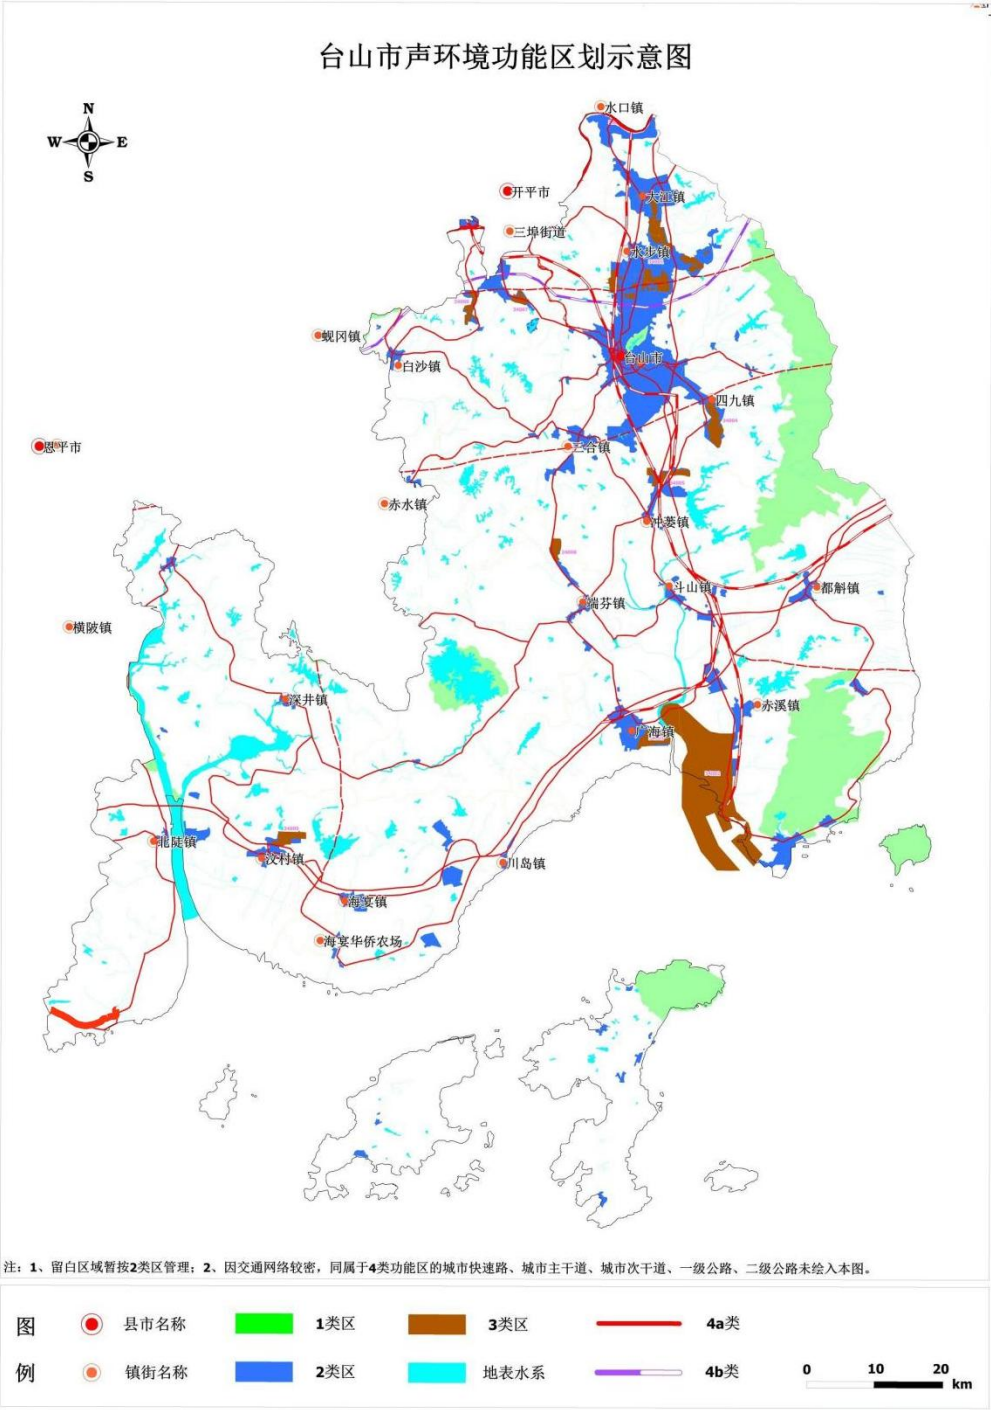 台山市声环境功能区划示意图
N
W E
S
水口镇
开平市
大江镇
三埠街道
水步镇
蚬冈镇
台山市
白沙镇
四九镇
恩平市
三合镇
赤水镇
冲蒌镇
斗山镇
都斛镇
端芬镇
横陂镇
深井镇
赤溪镇
广海镇
北陡镇
汶村镇
川岛镇
海宴镇
海宴华侨农场
注：1、留白区域暂按2类区管理；2、因交通网络较密，同属于4类功能区的城市快速路、城市主干道、城市次干道、一级公路、二级公路未绘入本图。
图 县市名称 1类区 3类区 4a类
例 镇街名称 2类区 地表水系 4b类
0 10 20
km